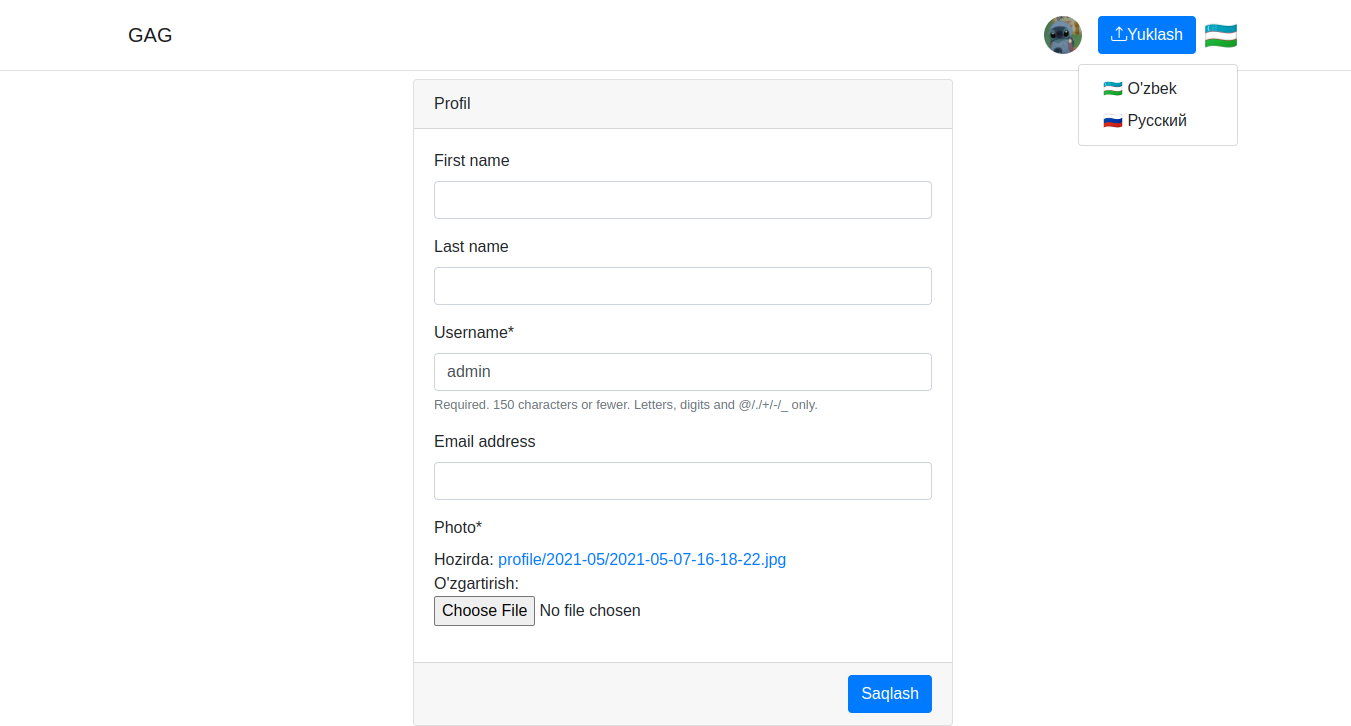 GAG
Yuklash
O'zbek
Русский
Profil
First name
Last name
Username*
admin
Required. 150 characters or fewer. Letters, digits and @/./+/-/_ only.
Email address
Photo*
Hozirda: profile/2021-05/2021-05-07-16-18-22.jpg
O'zgartirish:
Choose File No file chosen
Saqlash